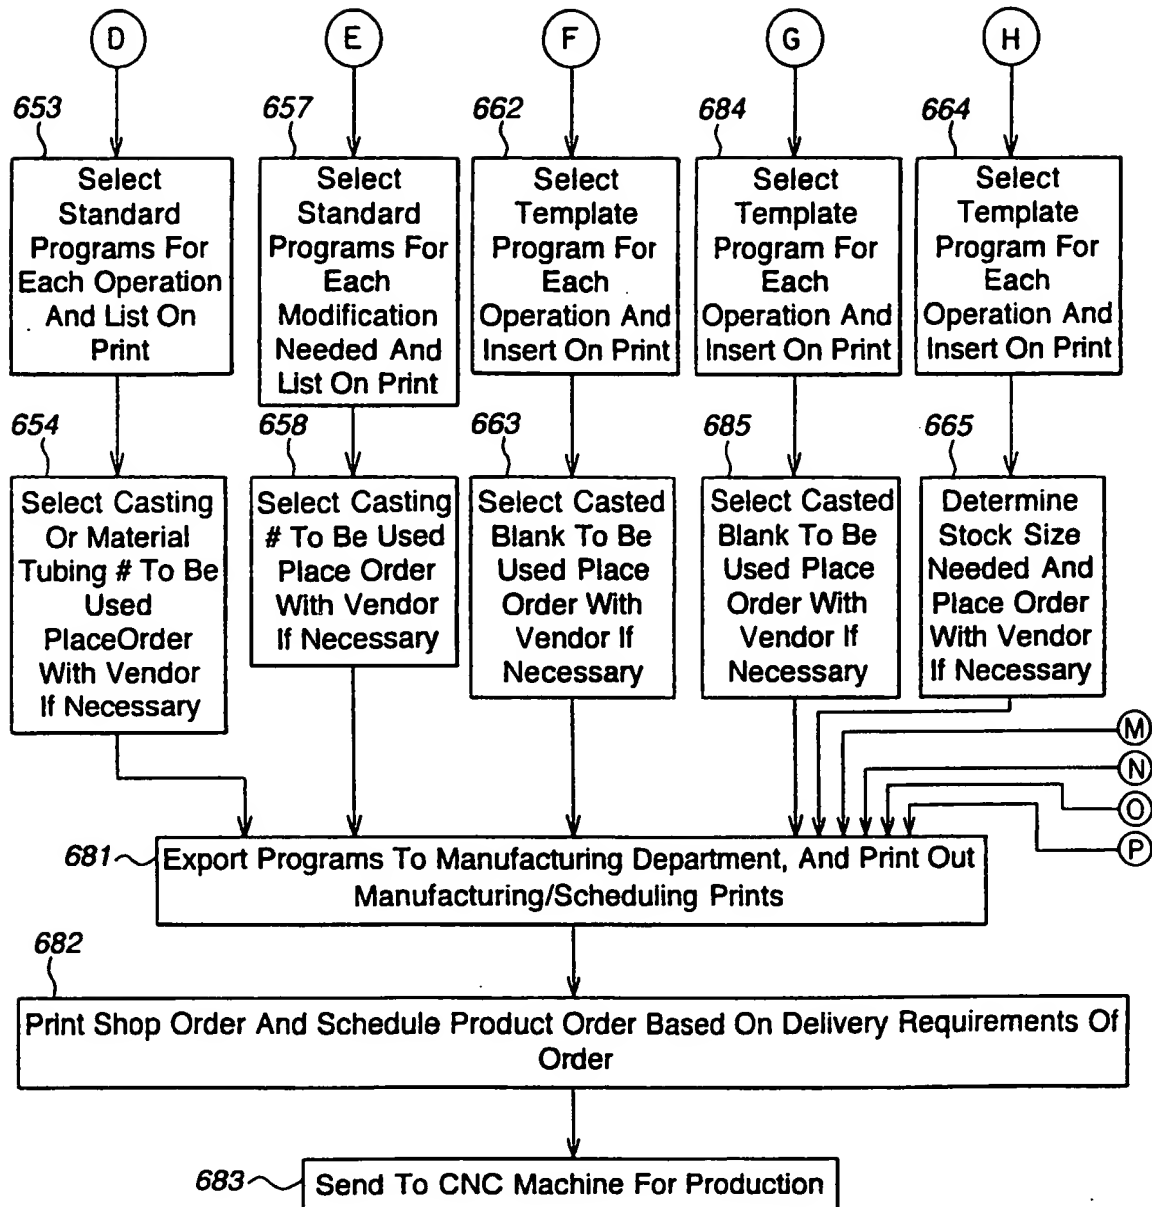 D
E
F
G
H
653
657
662
684
664
Select
Standard
Programs For
Each Operation
And List On
Print
Select
Standard
Programs For
Each
Modification
Needed And
List On Print
Select
Template
Program For
Each
Operation And
Insert On Print
Select
Template
Program For
Each
Operation And
Insert On Print
Select
Template
Program For
Each
Operation And
Insert On Print
654
658
663
685
665
Select Casting
Or Material
Tubing # To Be
Used
PlaceOrder
With Vendor
If Necessary
Select Casting
# To Be Used
Place Order
With Vendor
If Necessary
Select Casted
Blank To Be
Used Place
Order With
Vendor If
Necessary
Select Casted
Blank To Be
Used Place
Order With
Vendor If
Necessary
Determine
Stock Size
Needed And
Place Order
With Vendor
If Necessary
M
N
O
P
681
Export Programs To Manufacturing Department, And Print Out
Manufacturing/Scheduling Prints
682
Print Shop Order And Schedule Product Order Based On Delivery Requirements Of
Order
683
Send To CNC Machine For Production